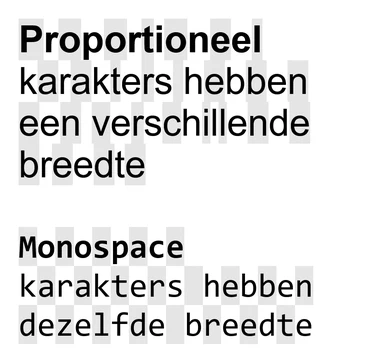 Proportioneel
karakters hebben
een verschillende
breedte
Monospace
karakters hebben
dezelfde breedte